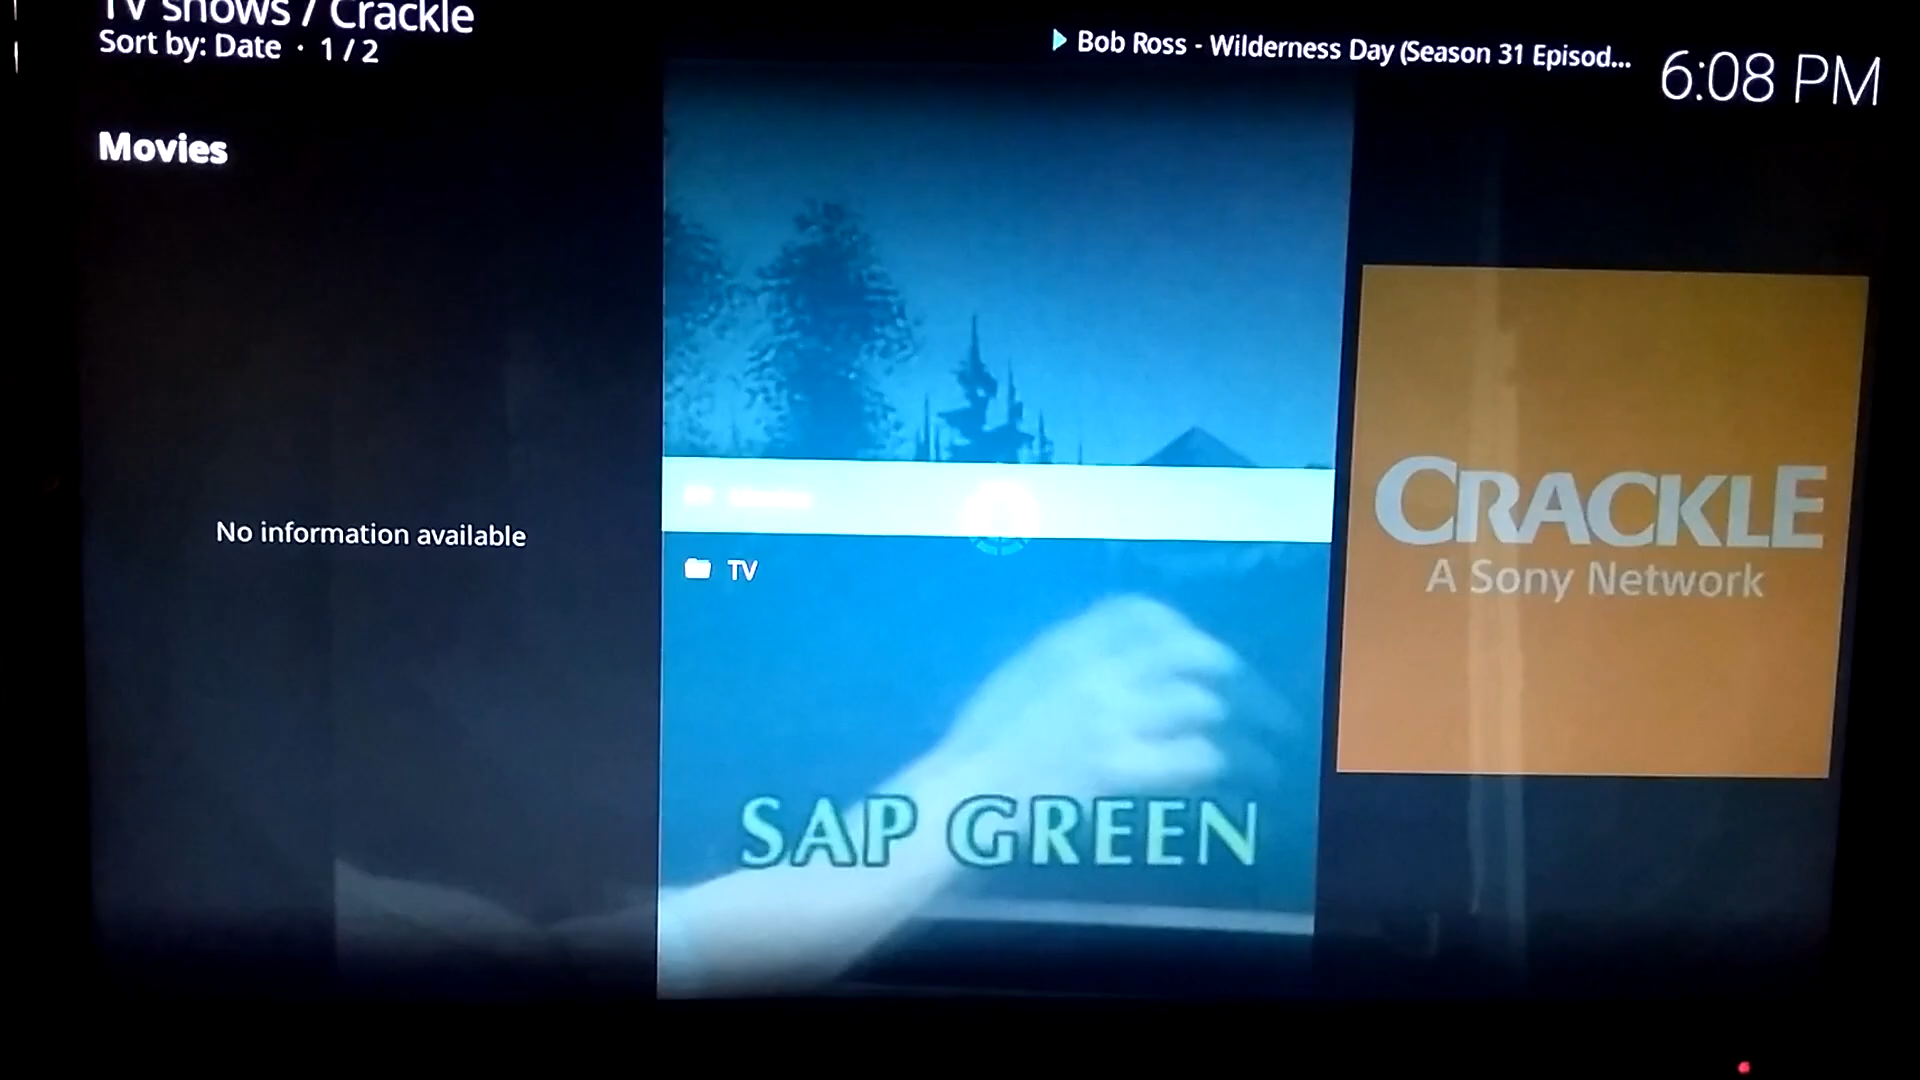 TV shows / Crackle
Sort by: Date · 1 / 2
Bob Ross - Wilderness Day (Season 31 Episod...
6:08 PM
Movies
No information available
TV
CRACKLE
A Sony Network
SAP GREEN